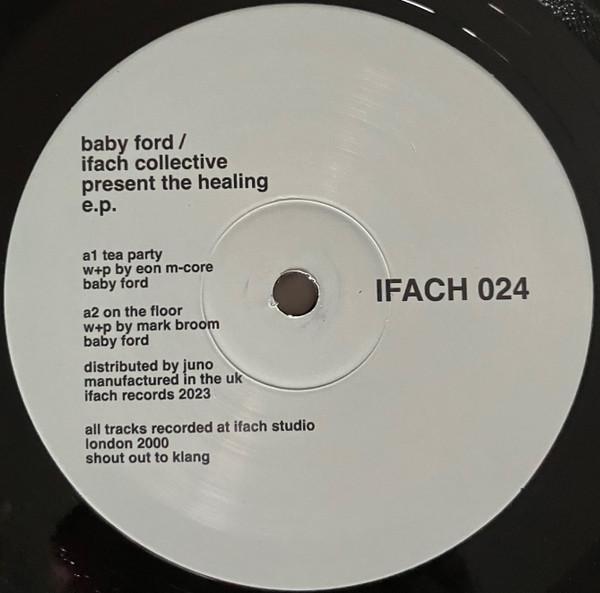 baby ford /
ifach collective
present the healing
e.p.
a1 tea party
w+p by eon m-core
baby ford
a2 on the floor
w+p by mark broom
baby ford
distributed by juno
manufactured in the uk
ifach records 2023
all tracks recorded at ifach studio
london 2000
shout out to klang
IFACH 024